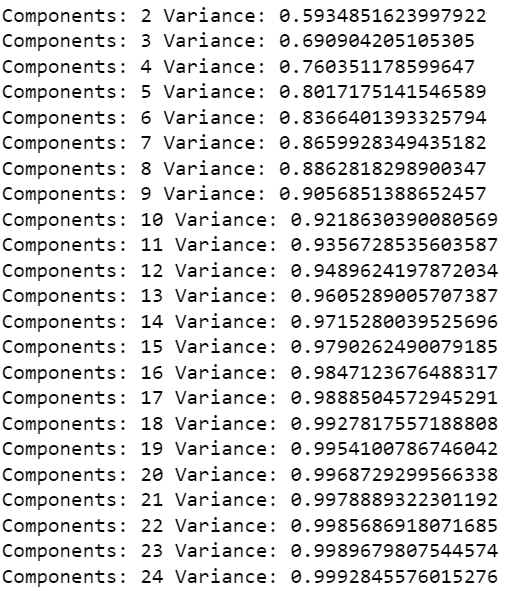 Components: 2 Variance: 0.5934851623997922
Components: 3 Variance: 0.690904205105305
Components: 4 Variance: 0.760351178599647
Components: 5 Variance: 0.8017175141546589
Components: 6 Variance: 0.8366401393325794
Components: 7 Variance: 0.8659928349435182
Components: 8 Variance: 0.8862818298900347
Components: 9 Variance: 0.9056851388652457
Components: 10 Variance: 0.9218630390080569
Components: 11 Variance: 0.9356728535603587
Components: 12 Variance: 0.9489624197872034
Components: 13 Variance: 0.9605289005707387
Components: 14 Variance: 0.9715280039525696
Components: 15 Variance: 0.9790262490079185
Components: 16 Variance: 0.9847123676488317
Components: 17 Variance: 0.9888504572945291
Components: 18 Variance: 0.9927817557188808
Components: 19 Variance: 0.9954100786746042
Components: 20 Variance: 0.9968729299566338
Components: 21 Variance: 0.9978889322301192
Components: 22 Variance: 0.9985686918071685
Components: 23 Variance: 0.9989679807544574
Components: 24 Variance: 0.9992845576015276